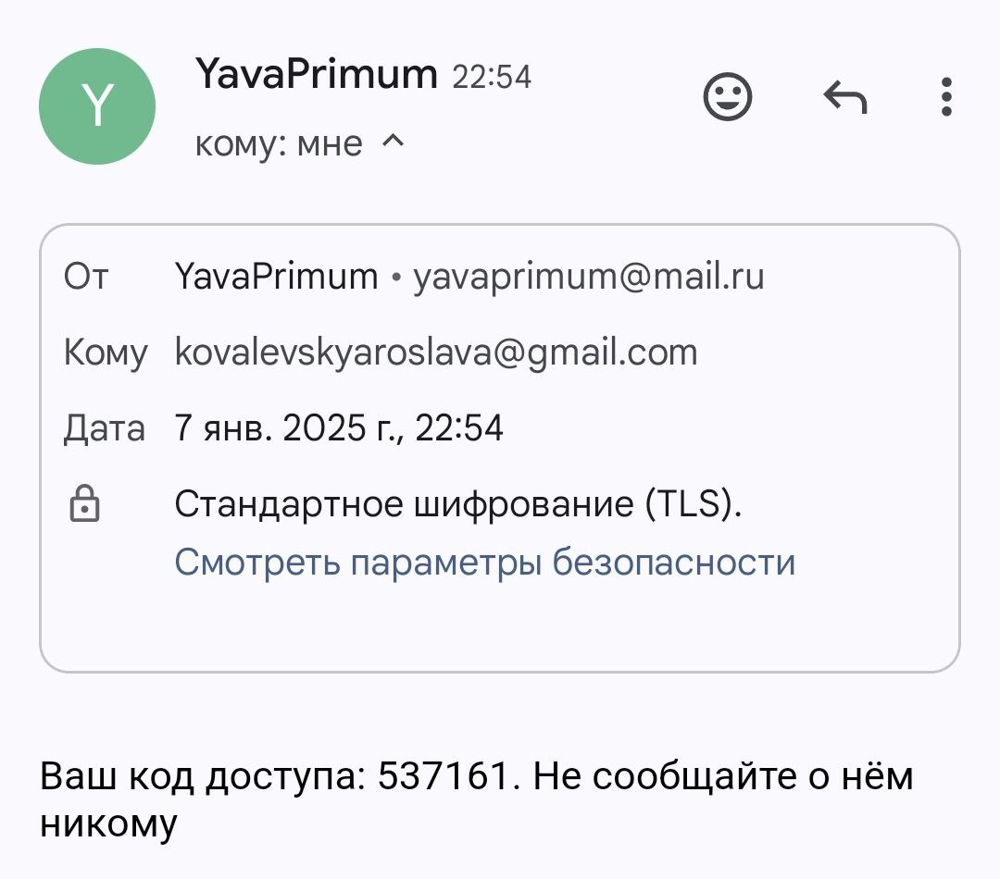 Y
YavaPrimum 22:54
кому: мне
От YavaPrimum • yavaprimum@mail.ru
Кому kovalevskyaroslava@gmail.com
Дата 7 янв. 2025 г., 22:54
Стандартное шифрование (TLS).
Смотреть параметры безопасности
Ваш код доступа: 537161. Не сообщайте о нём
никому